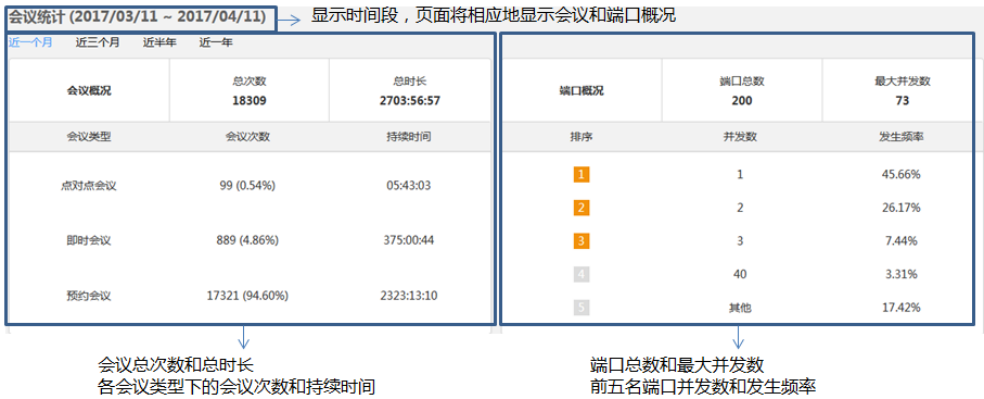 会议统计 (2017/03/11 ~ 2017/04/11)
显示时间段，页面将相应地显示会议和端口概况
近一个月 近三个月 近半年 近一年
会议概况 总次数 18309 总时长 2703:56:57
会议类型 会议次数 持续时间
点对点会议 99 (0.54%) 05:43:03
即时会议 889 (4.86%) 375:00:44
预约会议 17321 (94.60%) 2323:13:10
端口概况 端口总数 200 最大并发数 73
排序 并发数 发生频率
1 1 45.66%
2 2 26.17%
3 3 7.44%
4 40 3.31%
5 其他 17.42%
会议总次数和总时长
各会议类型下的会议次数和持续时间
端口总数和最大并发数
前五名端口并发数和发生频率